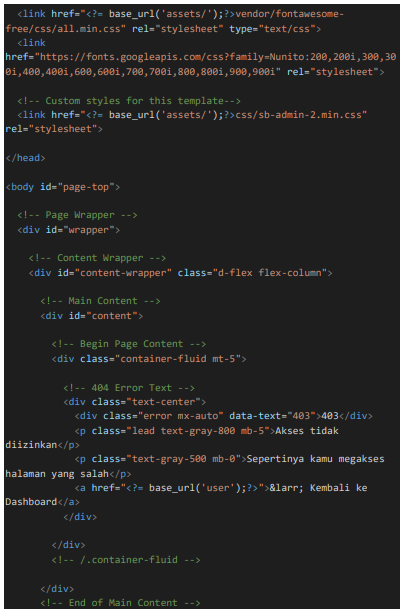 <link href="<?= base_url('assets/');?>vendor/fontawesome-
free/css/all.min.css" rel="stylesheet" type="text/css">
<link
href="https://fonts.googleapis.com/css?family=Nunito:200,200i,300,30
0i,400,400i,600,600i,700,700i,800,800i,900,900i" rel="stylesheet">
<!-- Custom styles for this template-->
<link href="<?= base_url('assets/');?>css/sb-admin-2.min.css"
rel="stylesheet">
</head>
<body id="page-top">
<!-- Page Wrapper -->
<div id="wrapper">
<!-- Content Wrapper -->
<div id="content-wrapper" class="d-flex flex-column">
<!-- Main Content -->
<div id="content">
<!-- Begin Page Content -->
<div class="container-fluid mt-5">
<!-- 404 Error Text -->
<div class="text-center">
<div class="error mx-auto" data-text="403">403</div>
<p class="lead text-gray-800 mb-5">Akses tidak
diizinkan</p>
<p class="text-gray-500 mb-0">Sepertinya kamu megakses
halaman yang salah</p>
<a href="<?= base_url('user');?>">&larr; Kembali ke
Dashboard</a>
</div>
</div>
<!-- /.container-fluid -->
</div>
<!-- End of Main Content -->